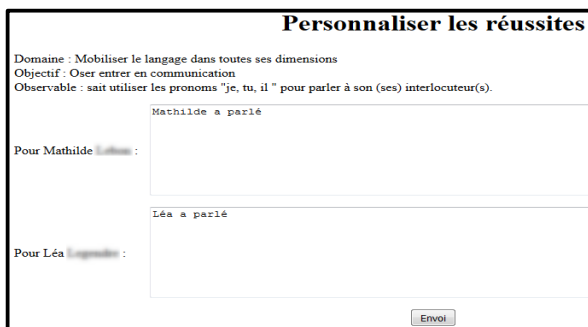 Personnaliser les réussites
Domaine : Mobiliser le langage dans toutes ses dimensions
Objectif : Oser entrer en communication
Observable : sait utiliser les pronoms "je, tu, il " pour parler à son (ses) interlocuteur(s).
Mathilde a parlé
Pour Mathilde :
Léa a parlé
Pour Léa :
Envoi